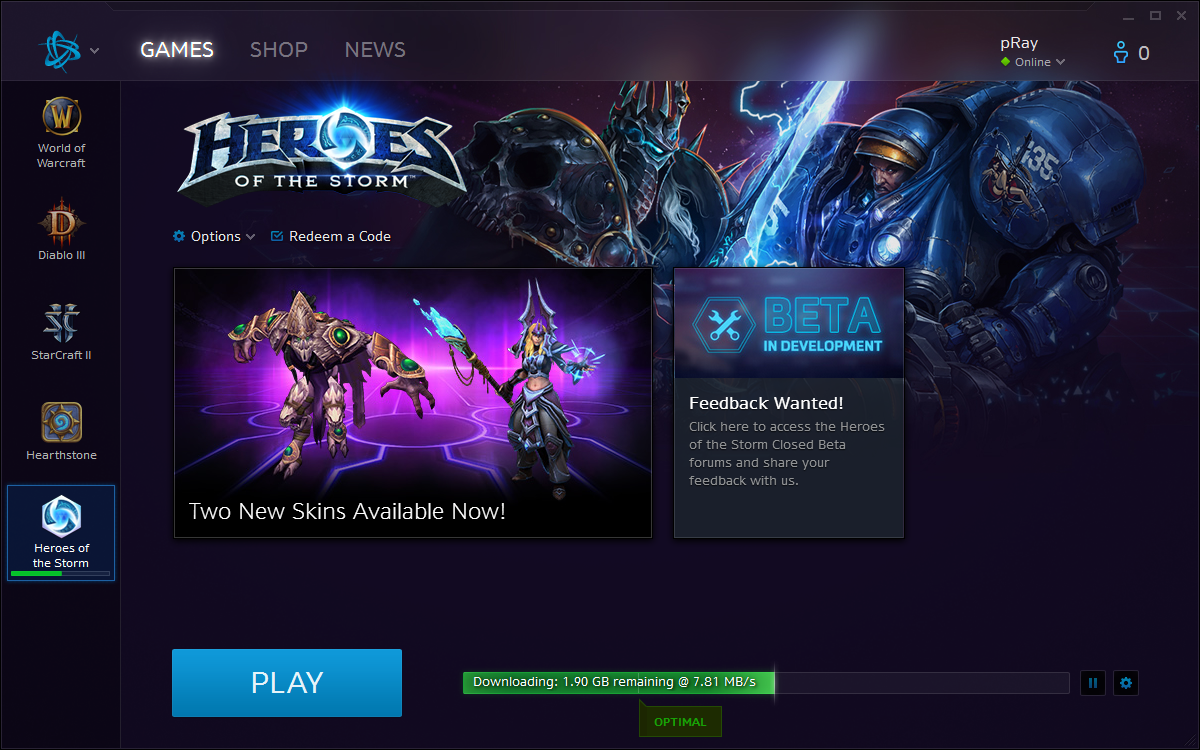 GAMES SHOP NEWS
pRay
Online
0
World of
Warcraft
Diablo III
StarCraft II
Hearthstone
Heroes of
the Storm
HEROES
OF THE STORM™
635
Options
Redeem a Code
Two New Skins Available Now!
BETA
IN DEVELOPMENT
Feedback Wanted!
Click here to access the Heroes
of the Storm Closed Beta
forums and share your
feedback with us.
PLAY
Downloading: 1.90 GB remaining @ 7.81 MB/s
OPTIMAL